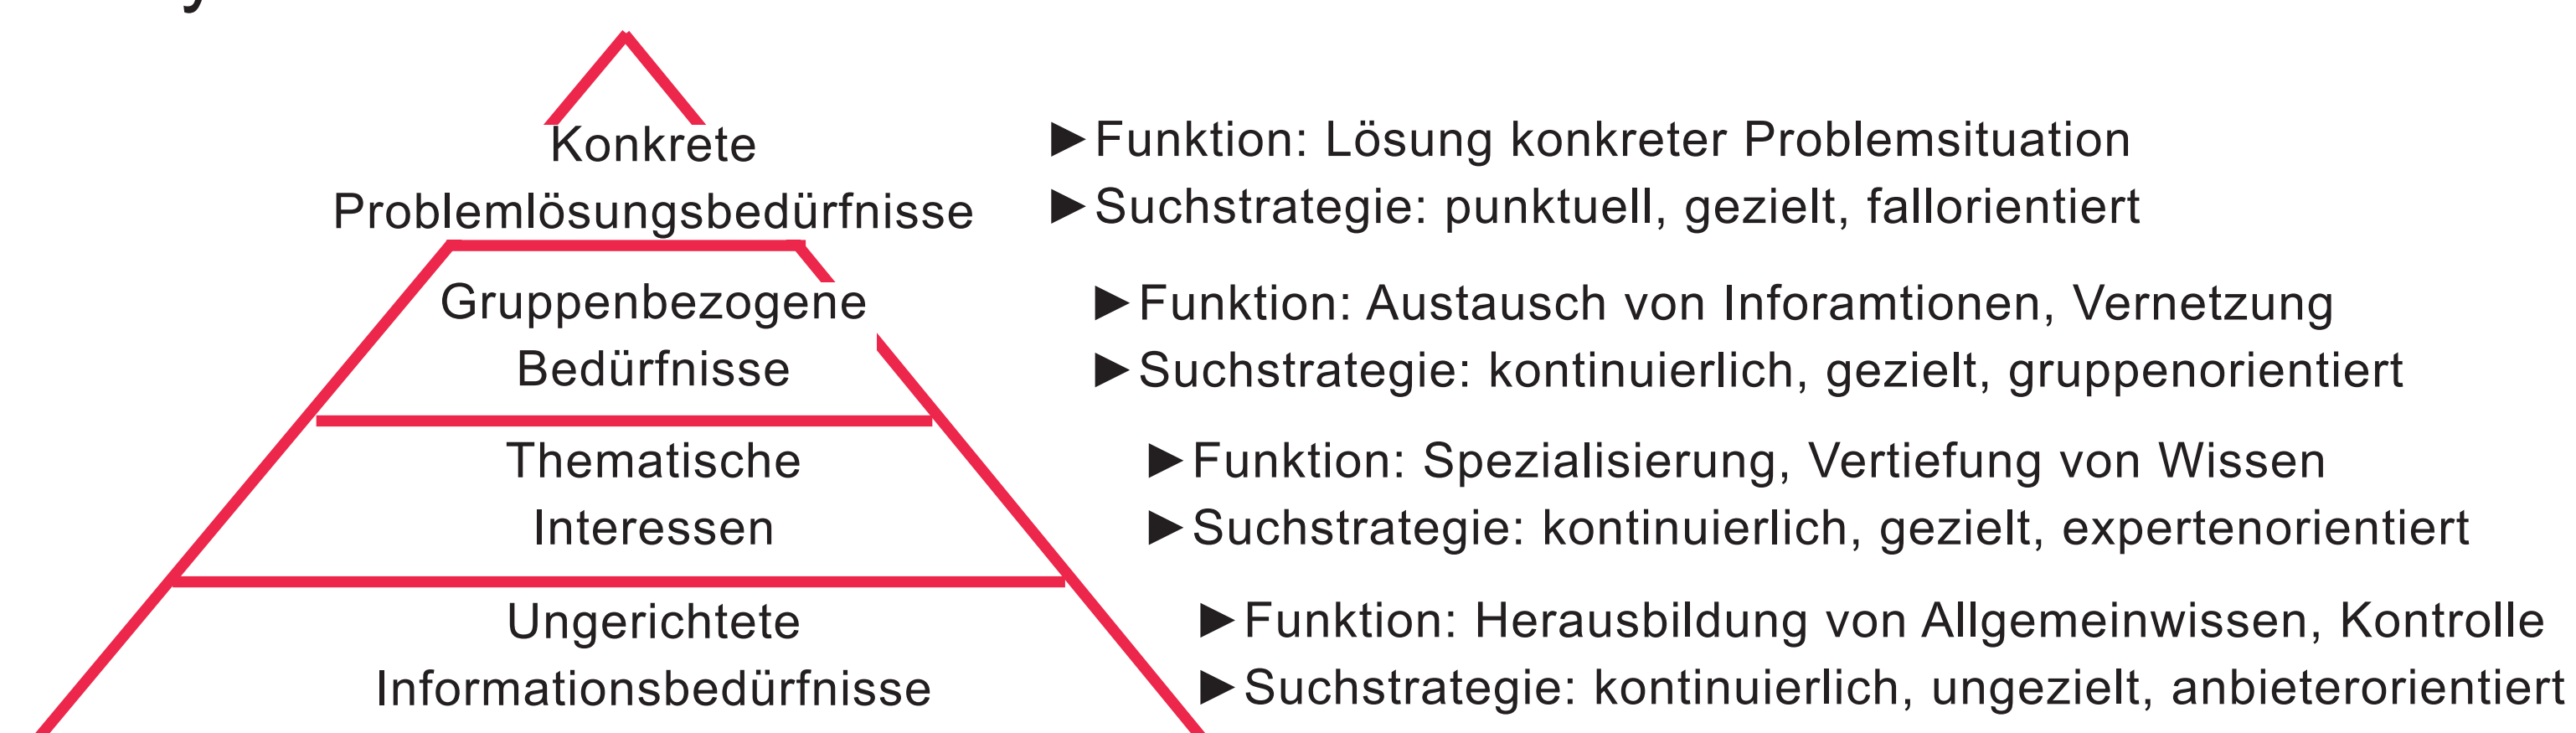 Konkrete
Problemlösungsbedürfnisse
►Funktion: Lösung konkreter Problemsituation
►Suchstrategie: punktuell, gezielt, fallorientiert
Gruppenbezogene
Bedürfnisse
►Funktion: Austausch von Inforamtionen, Vernetzung
►Suchstrategie: kontinuierlich, gezielt, gruppenorientiert
Thematische
Interessen
►Funktion: Spezialisierung, Vertiefung von Wissen
►Suchstrategie: kontinuierlich, gezielt, expertenorientiert
Ungerichtete
Informationsbedürfnisse
►Funktion: Herausbildung von Allgemeinwissen, Kontrolle
►Suchstrategie: kontinuierlich, ungezielt, anbieterorientiert